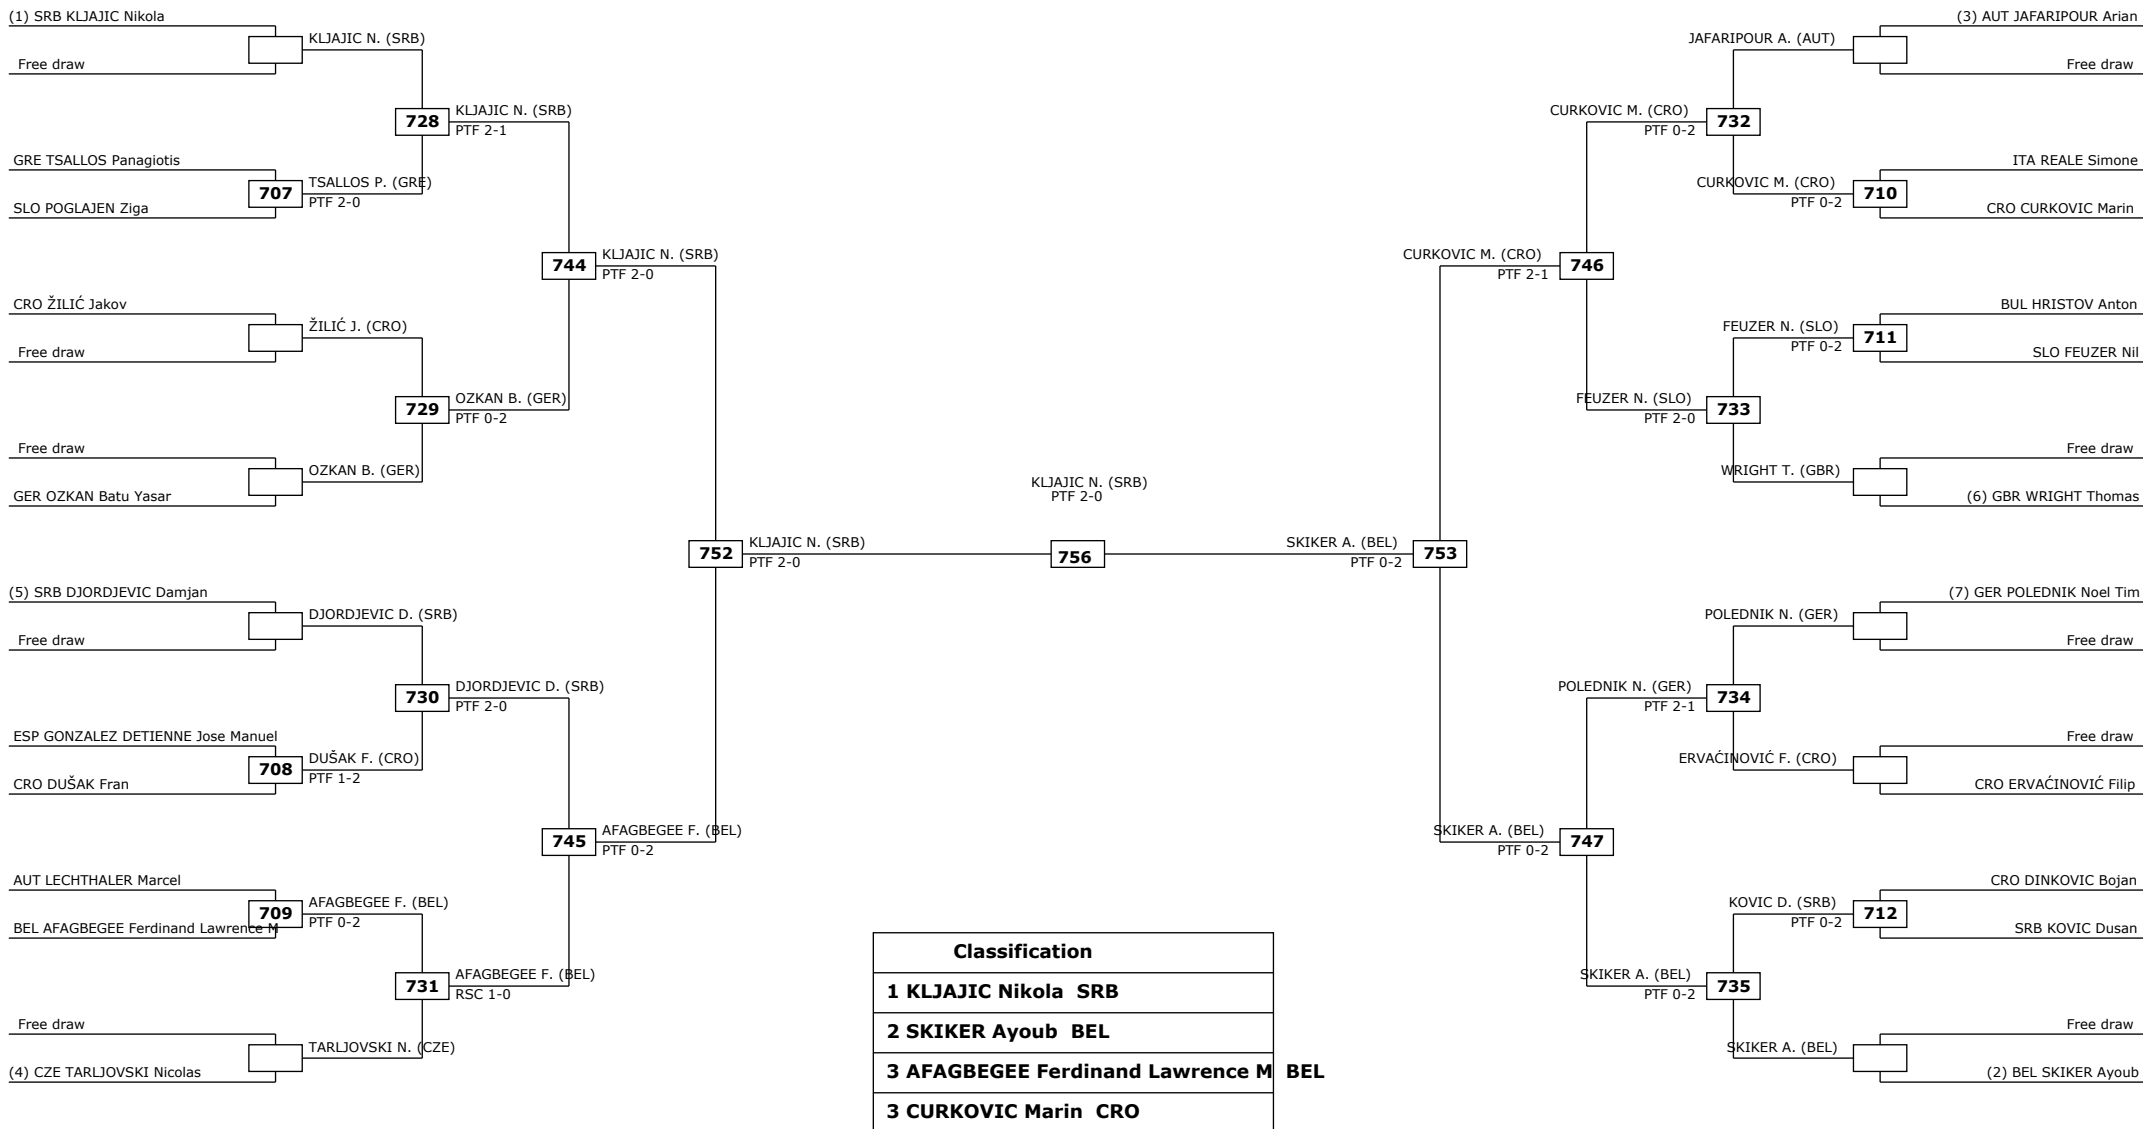 (1) SRB KLJAJIC Nikola
KLJAJIC N. (SRB)
Free draw
KLJAJIC N. (SRB)
728
PTF 2-1
GRE TSALLOS Panagiotis
TSALLOS P. (GRE)
707
PTF 2-0
SLO POGLAJEN Ziga
KLJAJIC N. (SRB)
744
PTF 2-0
CRO ŽILIĆ Jakov
ŽILIĆ J. (CRO)
Free draw
OZKAN B. (GER)
729
PTF 0-2
Free draw
OZKAN B. (GER)
GER OZKAN Batu Yasar
KLJAJIC N. (SRB)
752
PTF 2-0
(5) SRB DJORDJEVIC Damjan
DJORDJEVIC D. (SRB)
Free draw
DJORDJEVIC D. (SRB)
730
PTF 2-0
ESP GONZALEZ DETIENNE Jose Manuel
DUŠAK F. (CRO)
708
PTF 1-2
CRO DUŠAK Fran
AFAGBEGEE F. (BEL)
745
PTF 0-2
AUT LECHTHALER Marcel
AFAGBEGEE F. (BEL)
709
PTF 0-2
BEL AFAGBEGEE Ferdinand Lawrence M
AFAGBEGEE F. (BEL)
731
RSC 1-0
Free draw
TARLJOVSKI N. (CZE)
(4) CZE TARLJOVSKI Nicolas
KLJAJIC N. (SRB)
PTF 2-0
756
(3) AUT JAFARIPOUR Arian
JAFARIPOUR A. (AUT)
Free draw
CURKOVIC M. (CRO)
732
PTF 0-2
ITA REALE Simone
CURKOVIC M. (CRO)
710
PTF 0-2
CRO CURKOVIC Marin
CURKOVIC M. (CRO)
746
PTF 2-1
BUL HRISTOV Anton
FEUZER N. (SLO)
711
PTF 0-2
SLO FEUZER Nil
FEUZER N. (SLO)
733
PTF 2-0
Free draw
WRIGHT T. (GBR)
(6) GBR WRIGHT Thomas
SKIKER A. (BEL)
753
PTF 0-2
(7) GER POLEDNIK Noel Tim
POLEDNIK N. (GER)
Free draw
POLEDNIK N. (GER)
734
PTF 2-1
Free draw
ERVAĆINOVIĆ F. (CRO)
CRO ERVAĆINOVIĆ Filip
SKIKER A. (BEL)
747
PTF 0-2
CRO DINKOVIC Bojan
KOVIC D. (SRB)
712
PTF 0-2
SRB KOVIC Dusan
SKIKER A. (BEL)
735
PTF 0-2
Free draw
SKIKER A. (BEL)
(2) BEL SKIKER Ayoub
Classification
1 KLJAJIC Nikola SRB
2 SKIKER Ayoub BEL
3 AFAGBEGEE Ferdinand Lawrence M BEL
3 CURKOVIC Marin CRO